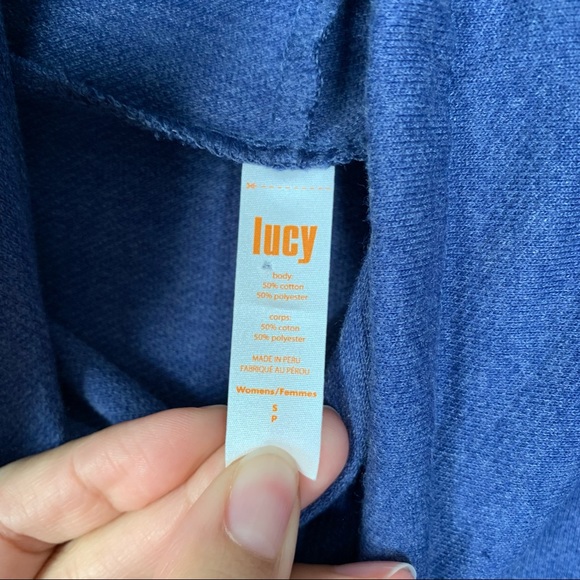 lucy
body:
50% cotton
50% polyester
corps:
50% coton
50% polyester
MADE IN PERU
FABRIQUÉ AU PÉROU
Womens/Femmes
S
P